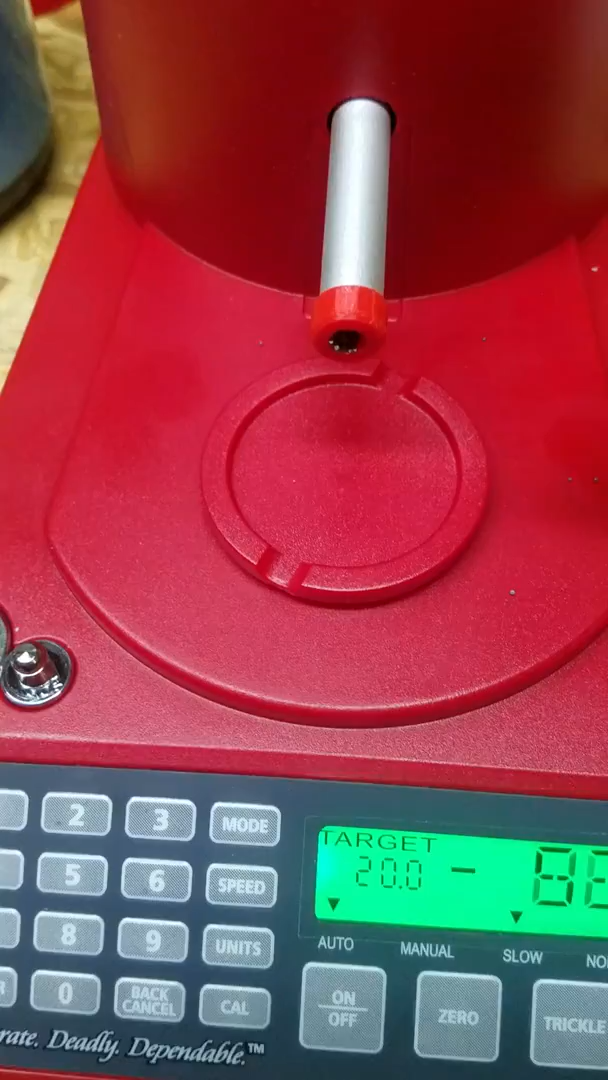 2 3 MODE
5 6 SPEED
8 9 UNITS
0 BACK CANCEL CAL
Accurate. Deadly. Dependable.™
TARGET
20.0 -
AUTO MANUAL SLOW
ON
OFF
ZERO
TRICKLE